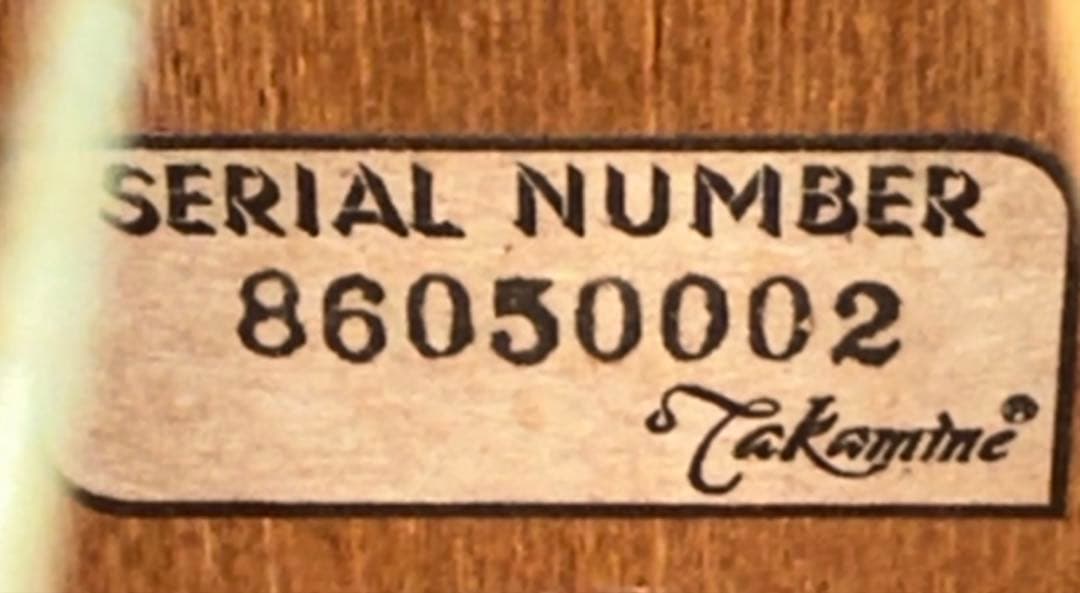 SERIAL NUMBER
86050002
Takamine®